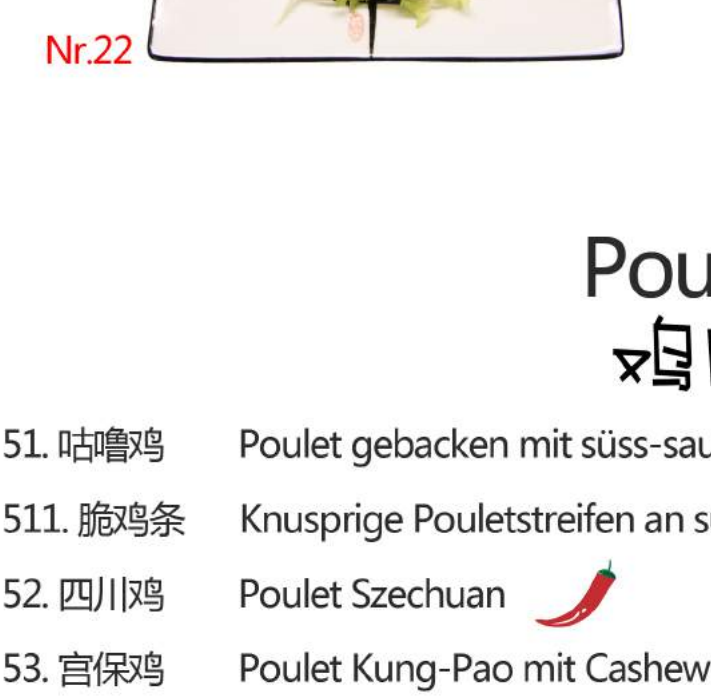 Nr.22
Pou
鸡
51. 咕噜鸡 Poulet gebacken mit süss-sau
511. 脆鸡条 Knusprige Pouletstreifen an s
52. 四川鸡 Poulet Szechuan
53. 宫保鸡 Poulet Kung-Pao mit Cashew